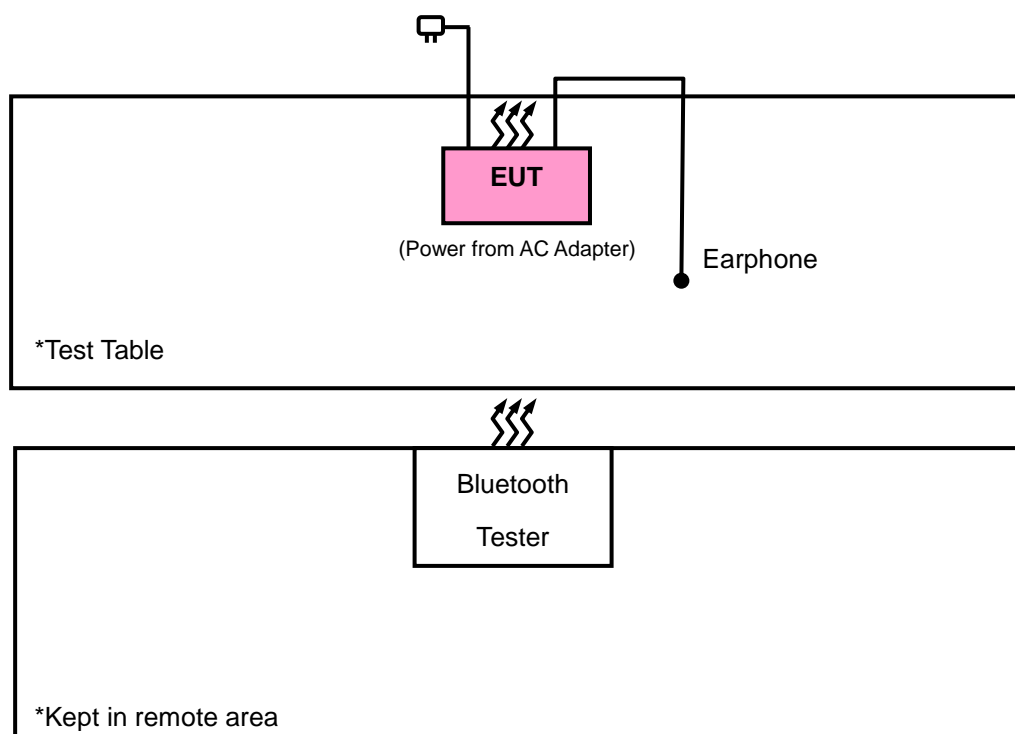 EUT
(Power from AC Adapter)
Earphone
*Test Table
Bluetooth
Tester
*Kept in remote area